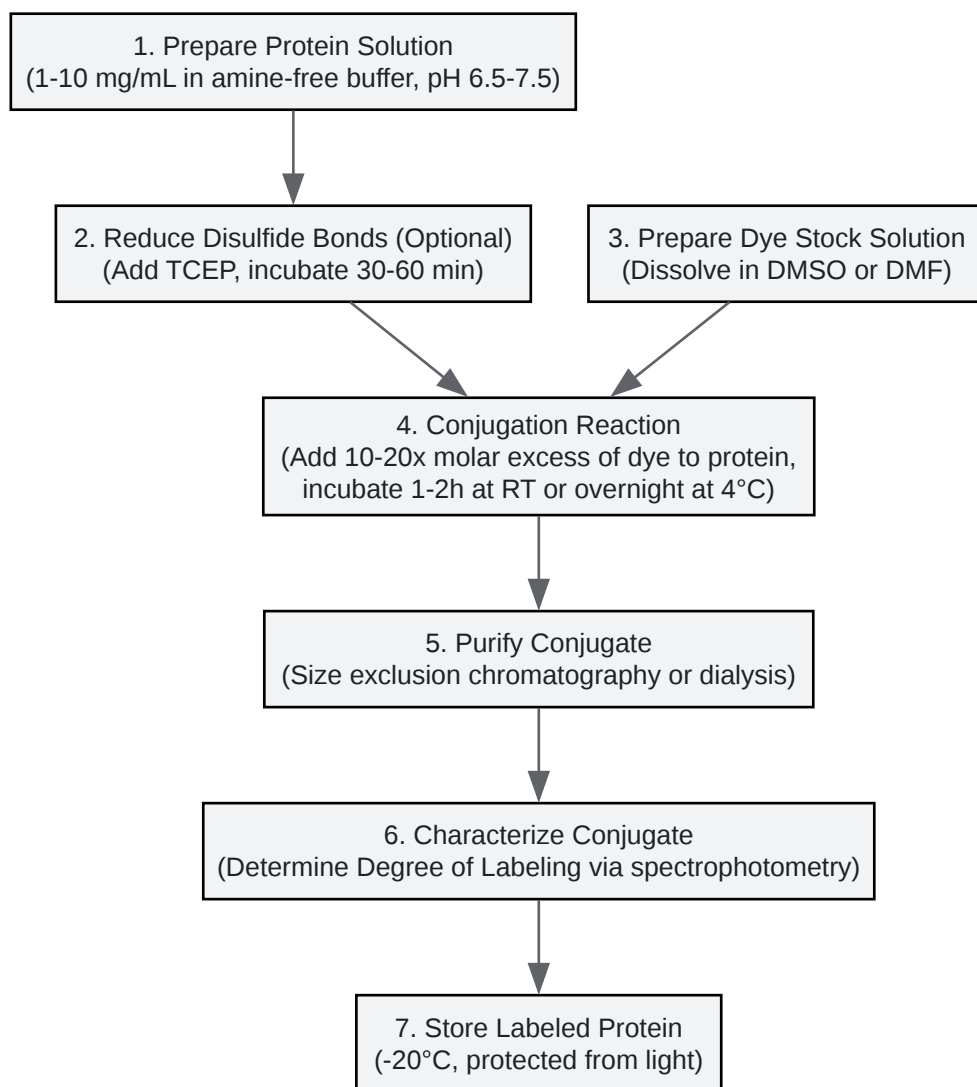 1. Prepare Protein Solution
(1-10 mg/mL in amine-free buffer, pH 6.5-7.5)
2. Reduce Disulfide Bonds (Optional)
(Add TCEP, incubate 30-60 min)
3. Prepare Dye Stock Solution
(Dissolve in DMSO or DMF)
4. Conjugation Reaction
(Add 10-20x molar excess of dye to protein,
incubate 1-2h at RT or overnight at 4°C)
5. Purify Conjugate
(Size exclusion chromatography or dialysis)
6. Characterize Conjugate
(Determine Degree of Labeling via spectrophotometry)
7. Store Labeled Protein
(-20°C, protected from light)